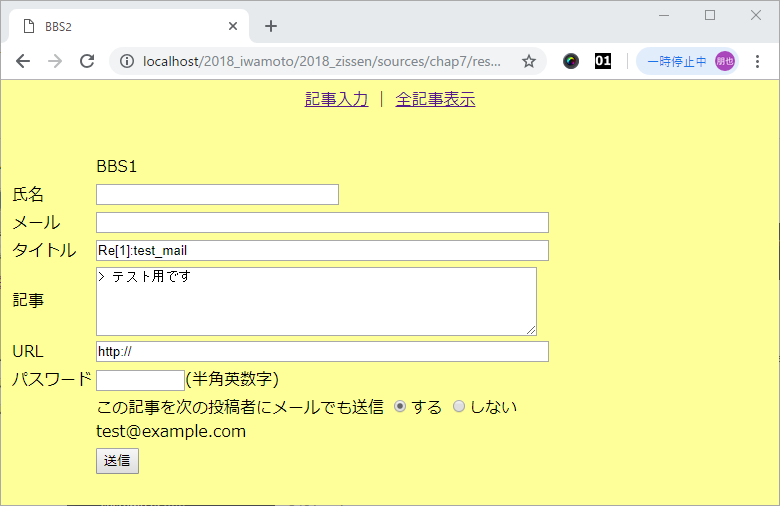 BBS2
localhost/2018_iwamoto/2018_zissen/sources/chap7/res...
01
一時停止中
朋也
記事入力 | 全記事表示
BBS1
氏名
メール
タイトル Re[1]:test_mail
> テスト用です
記事
URL http://
パスワード (半角英数字)
この記事を次の投稿者にメールでも送信 する しない
test@example.com
送信